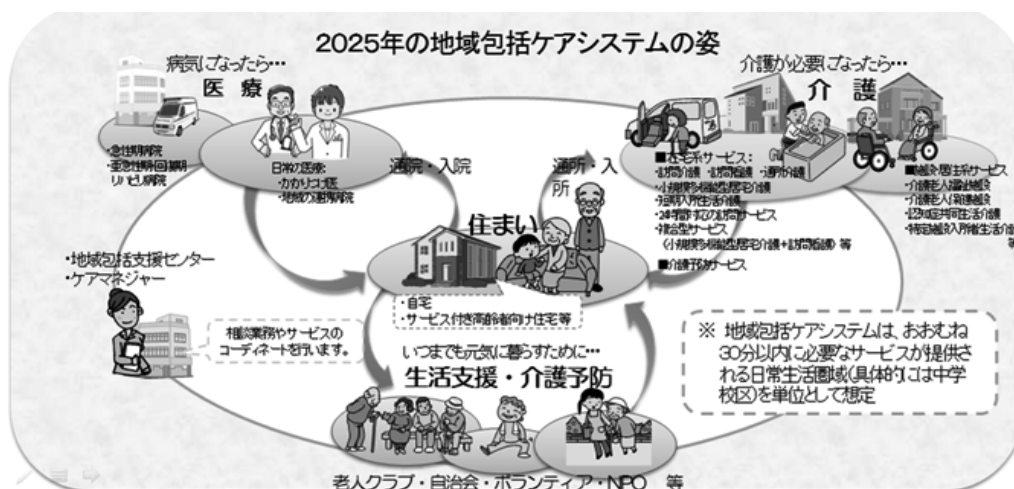 2025年の地域包括ケアシステムの姿
病気になったら…
医療
・急性期病院
・亜急性期・回復期
リハビリ病院
日常の医療:
・かかりつけ医
・地域の連携病院
通院・入院
介護が必要になったら…
介護
通所・入
所
■在宅系サービス:
・訪問介護 ・訪問看護 ・通所介護
・小規模多機能型居宅介護
・短期入所生活介護
・24時間対応の訪問サービス
・複合型サービス
(小規模多機能型居宅介護+訪問看護)等
■介護予防サービス
■施設・居住系サービス
・介護老人福祉施設
・介護老人保健施設
・認知症共同生活介護
・特定施設入所者生活介護
等
住まい
・自宅
・サービス付き高齢者向け住宅等
・地域包括支援センター
・ケアマネジャー
相談業務やサービスの
コーディネートを行います。
いつまでも元気に暮らすために…
生活支援・介護予防
老人クラブ・自治会・ボランティア・NPO 等
※ 地域包括ケアシステムは、おおむね
30分以内に必要なサービスが提供さ
れる日常生活圏域(具体的には中学
校区)を単位として想定